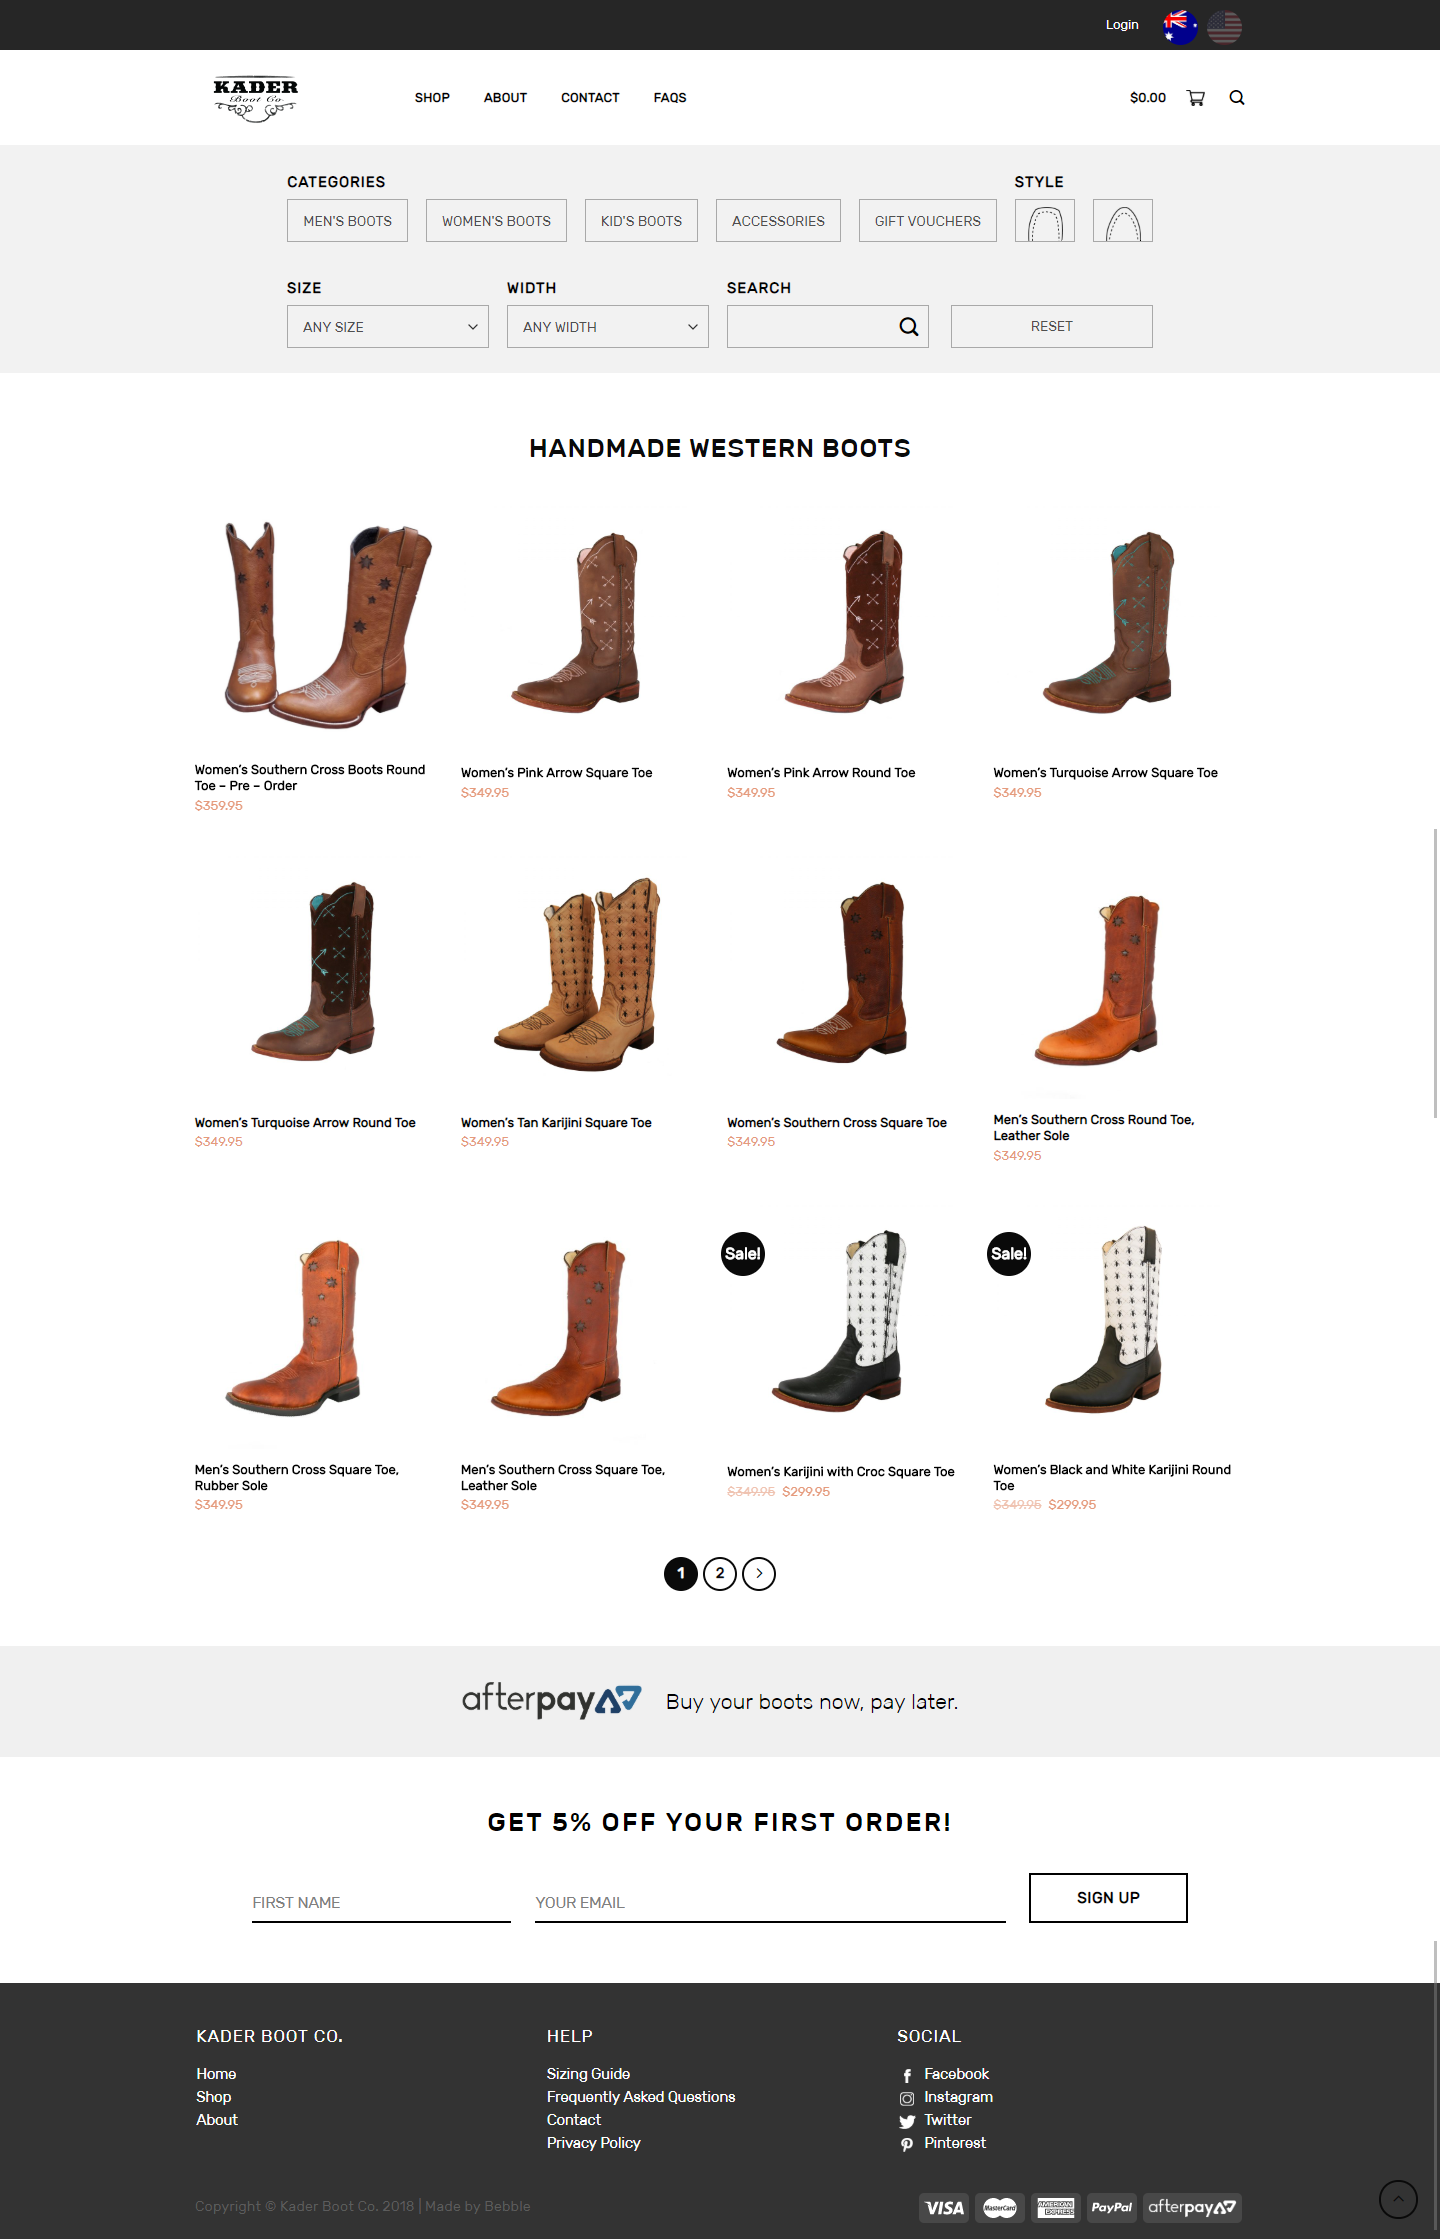 Login
KADER
Boot Co.
SHOP
ABOUT
CONTACT
FAQS
$0.00
CATEGORIES
MEN'S BOOTS
WOMEN'S BOOTS
KID'S BOOTS
ACCESSORIES
GIFT VOUCHERS
STYLE
SIZE
ANY SIZE
WIDTH
ANY WIDTH
SEARCH
RESET
HANDMADE WESTERN BOOTS
Women's Southern Cross Boots Round
Toe – Pre – Order
$359.95
Women's Pink Arrow Square Toe
$349.95
Women's Pink Arrow Round Toe
$349.95
Women's Turquoise Arrow Square Toe
$349.95
Women's Turquoise Arrow Round Toe
$349.95
Women's Tan Karijini Square Toe
$349.95
Women's Southern Cross Square Toe
$349.95
Men's Southern Cross Round Toe,
Leather Sole
$349.95
Men's Southern Cross Square Toe,
Rubber Sole
$349.95
Men's Southern Cross Square Toe,
Leather Sole
$349.95
Sale!
Women's Karijini with Croc Square Toe
$349.95 $299.95
Sale!
Women's Black and White Karijini Round
Toe
$349.95 $299.95
1
2
afterpay
Buy your boots now, pay later.
GET 5% OFF YOUR FIRST ORDER!
FIRST NAME
YOUR EMAIL
SIGN UP
KADER BOOT CO.
Home
Shop
About
HELP
Sizing Guide
Frequently Asked Questions
Contact
Privacy Policy
SOCIAL
Facebook
Instagram
Twitter
Pinterest
Copyright © Kader Boot Co. 2018 | Made by Bebble
VISA
MasterCard
AMERICAN EXPRESS
PayPal
afterpay